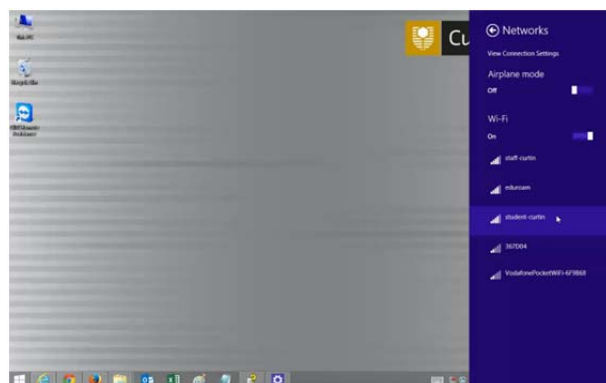 Cu
Networks
View Connection Settings
Airplane mode
Off
Wi-Fi
On
staff-curtin
eduroam
student-curtin
367D04
VodafonePocketWiFi-6F9B68